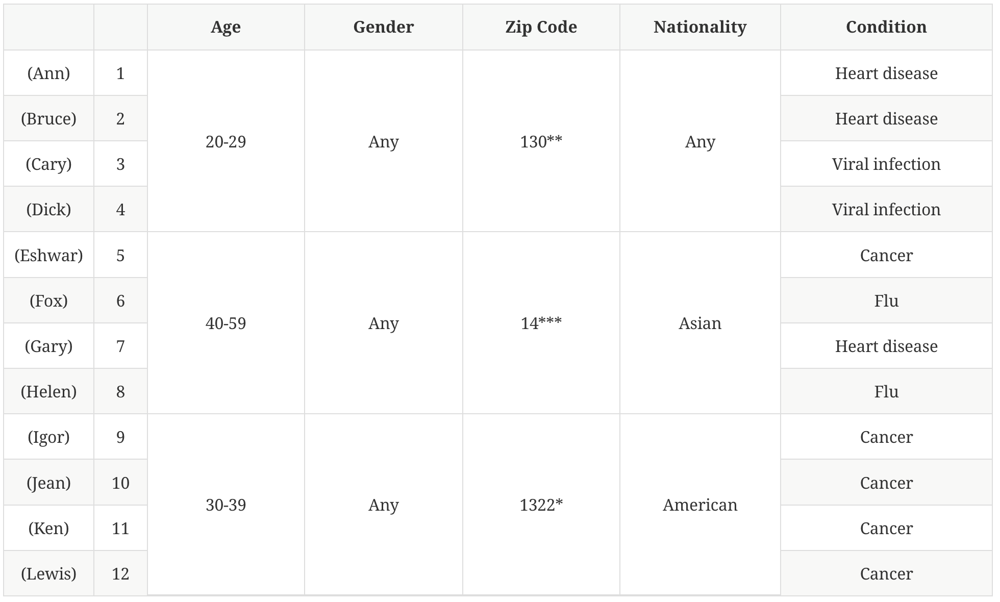 Age Gender Zip Code Nationality Condition
(Ann) 1 Heart disease
(Bruce) 2 Heart disease
20-29 Any 130** Any
(Cary) 3 Viral infection
(Dick) 4 Viral infection
(Eshwar) 5 Cancer
(Fox) 6 Flu
40-59 Any 14*** Asian
(Gary) 7 Heart disease
(Helen) 8 Flu
(Igor) 9 Cancer
(Jean) 10 Cancer
30-39 Any 1322* American
(Ken) 11 Cancer
(Lewis) 12 Cancer